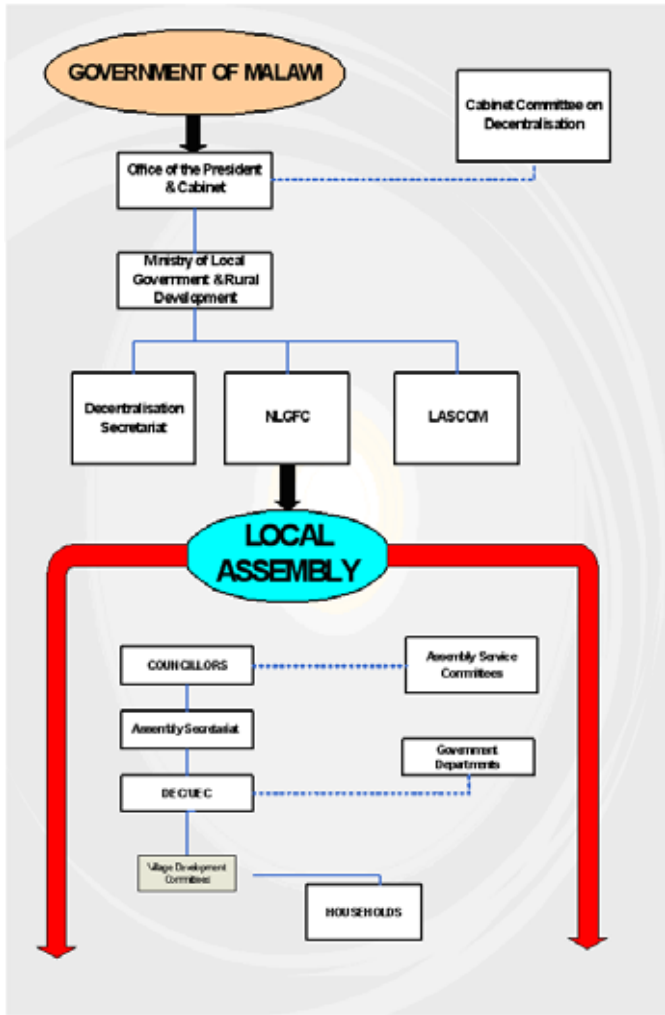 GOVERNMENT OF MALAWI
Cabinet Committee on
Decentralisation
Office of the President
& Cabinet
Ministry of Local
Government & Rural
Development
Decentralisation
Secretariat
NLGFC
LASCOM
LOCAL
ASSEMBLY
COUNCILLORS
Assembly Service
Committees
Assembly Secretariat
Government
Departments
DEC/UEC
Village Development
Committees
HOUSEHOLDS